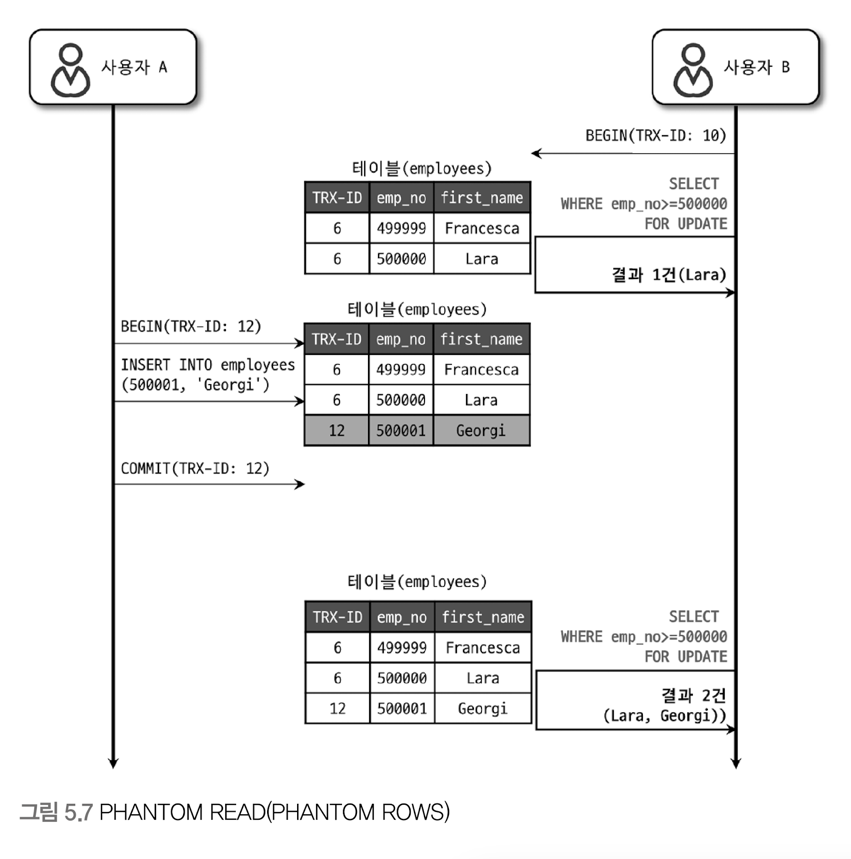 사용자 A
사용자 B
BEGIN(TRX-ID: 10)
테이블(employees)
TRX-ID emp_no first_name
6 499999 Francesca
6 500000 Lara
SELECT
WHERE emp_no>=500000
FOR UPDATE
결과 1건(Lara)
BEGIN(TRX-ID: 12)
INSERT INTO employees
(500001, 'Georgi')
테이블(employees)
TRX-ID emp_no first_name
6 499999 Francesca
6 500000 Lara
12 500001 Georgi
COMMIT(TRX-ID: 12)
테이블(employees)
TRX-ID emp_no first_name
6 499999 Francesca
6 500000 Lara
12 500001 Georgi
SELECT
WHERE emp_no>=500000
FOR UPDATE
결과 2건
(Lara, Georgi))
그림 5.7 PHANTOM READ(PHANTOM ROWS)